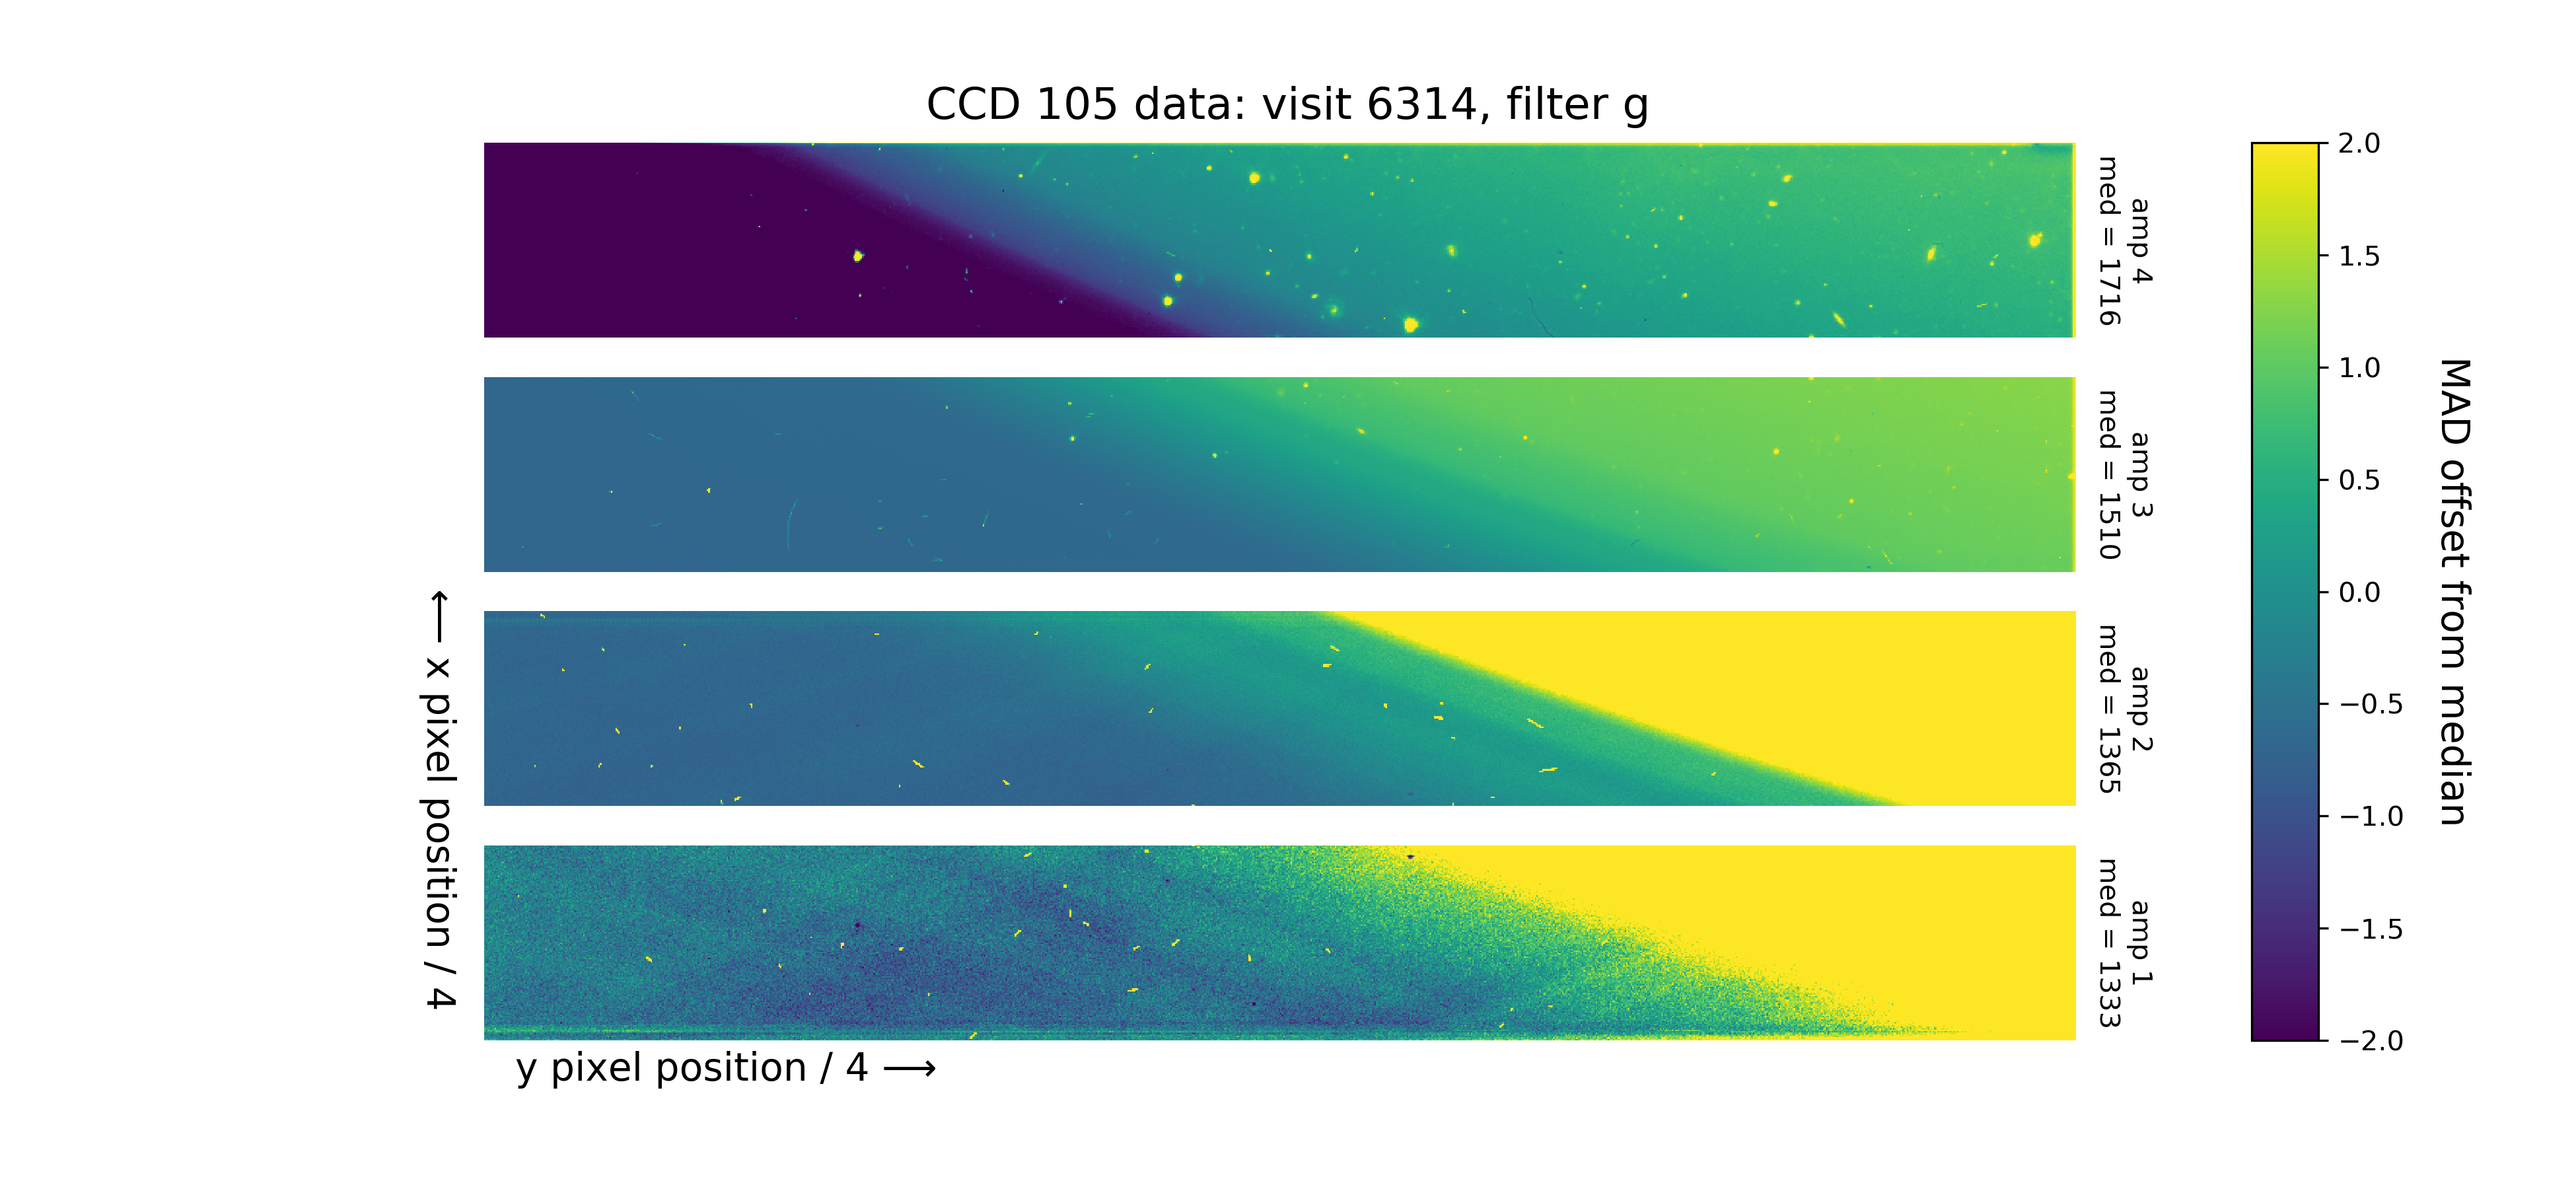 CCD 105 data: visit 6314, filter g
amp 4
med = 1716
amp 3
med = 1510
amp 2
med = 1365
amp 1
med = 1333
⟵ x pixel position / 4
y pixel position / 4 ⟶
2.0
1.5
1.0
0.5
0.0
−0.5
−1.0
−1.5
−2.0
MAD offset from median